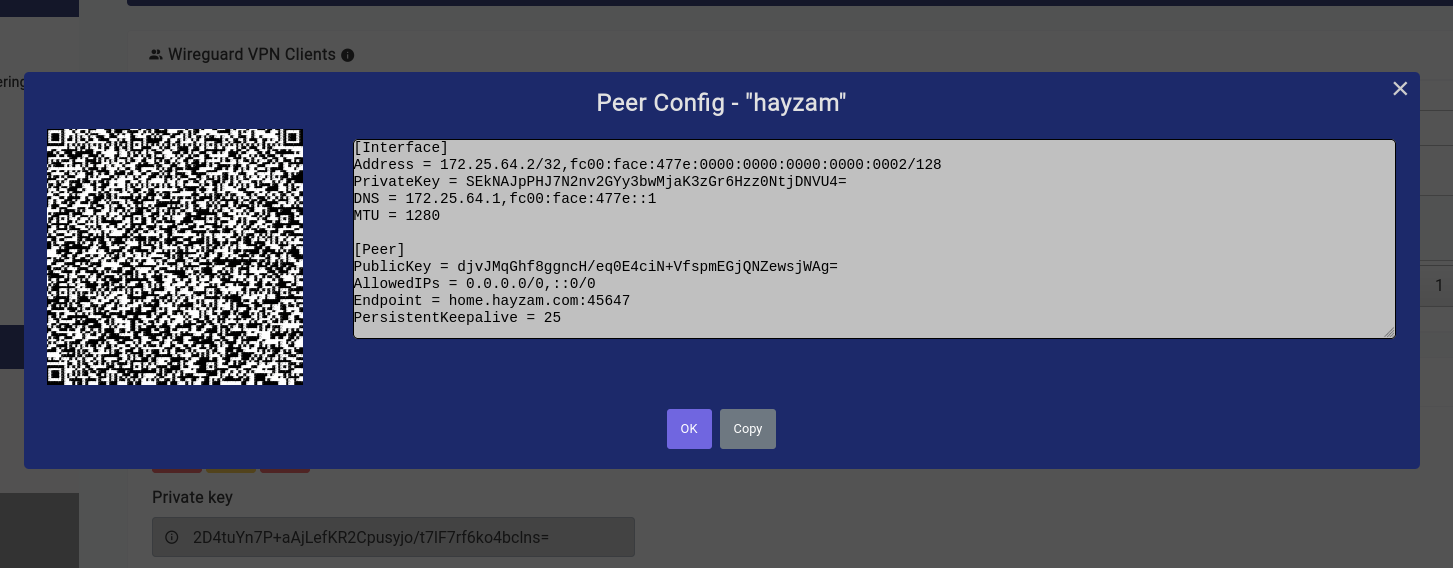 Wireguard VPN Clients
ering
Peer Config - "hayzam"
[Interface]
Address = 172.25.64.2/32,fc00:face:477e:0000:0000:0000:0000:0002/128
PrivateKey = SEkNAJpPHJ7N2nv2GYy3bwMjaK3zGr6Hzz0NtjDNVU4=
DNS = 172.25.64.1,fc00:face:477e::1
MTU = 1280
[Peer]
PublicKey = djvJMqGhf8ggncH/eq0E4ciN+VfspmEGjQNZewsjWAg=
AllowedIPs = 0.0.0.0/0,::0/0
Endpoint = home.hayzam.com:45647
PersistentKeepalive = 25
1
OK
Copy
Private key
2D4tuYn7P+aAjLefKR2Cpusyjo/t7lF7rf6ko4bclns=